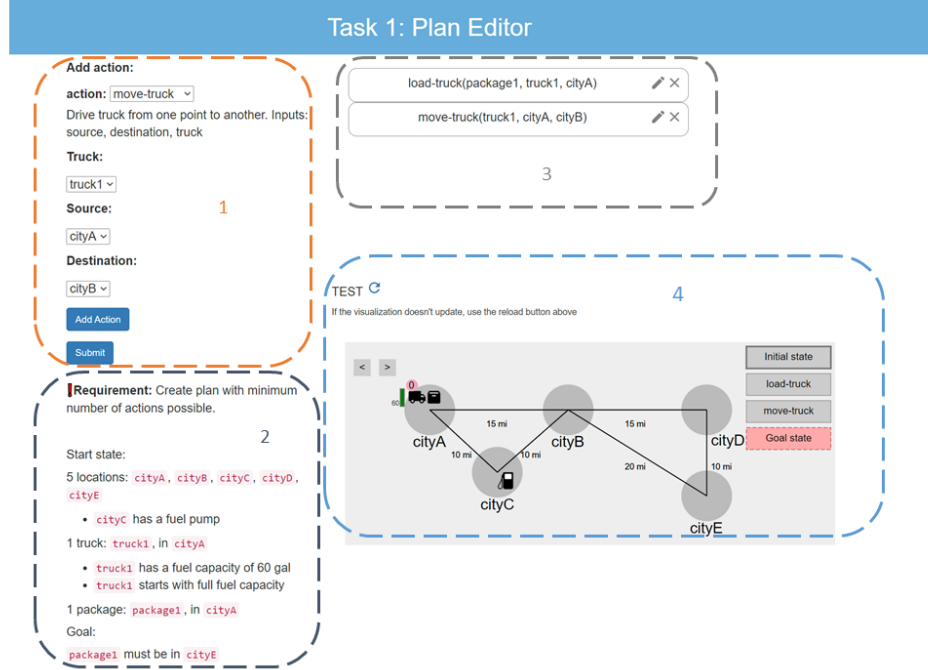 Task 1: Plan Editor
Add action:
action: move-truck
Drive truck from one point to another. Inputs:
source, destination, truck
Truck:
truck1
Source:
1
cityA
Destination:
cityB
Add Action
Submit
Requirement: Create plan with minimum
number of actions possible.
2
Start state:
5 locations: cityA, cityB, cityC, cityD,
cityE
• cityC has a fuel pump
1 truck: truck1, in cityA
• truck1 has a fuel capacity of 60 gal
• truck1 starts with full fuel capacity
1 package: package1, in cityA
Goal:
package1 must be in cityE
load-truck(package1, truck1, cityA)
move-truck(truck1, cityA, cityB)
3
TEST
4
If the visualization doesn't update, use the reload button above
< >
Initial state
load-truck
move-truck
Goal state
0
60
15 mi
15 mi
cityA
cityB
cityD
10 mi
10 mi
20 mi
10 mi
cityC
cityE